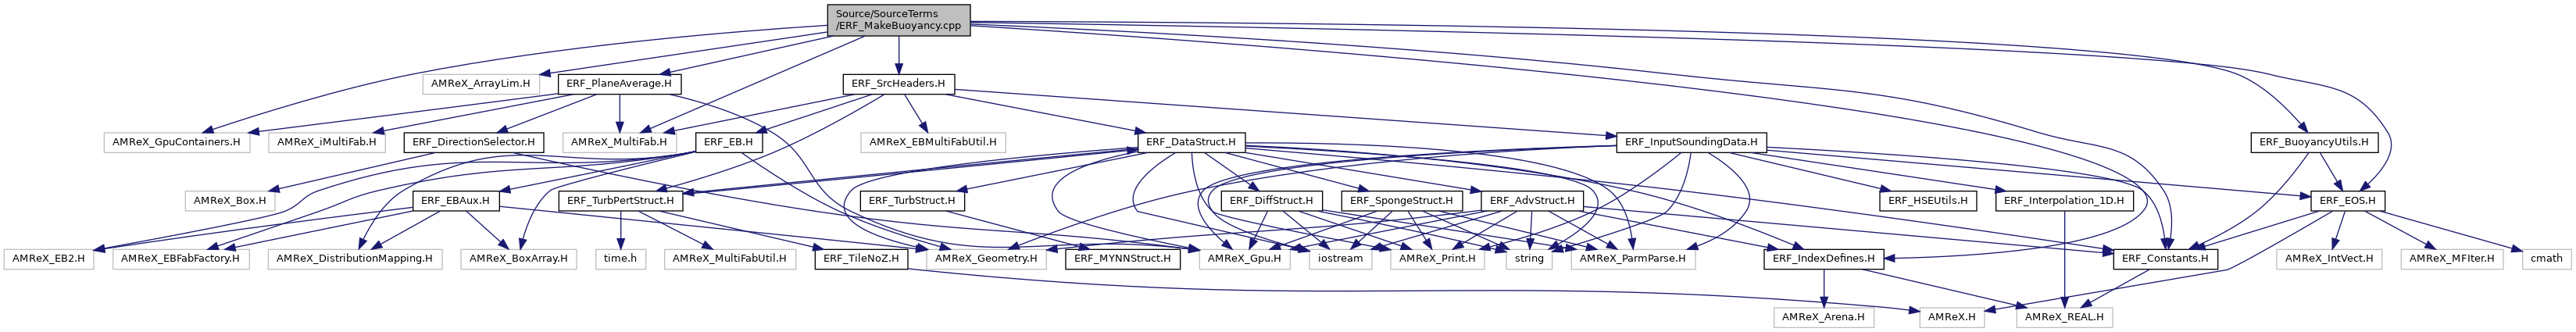 Source/SourceTerms
/ERF_MakeBuoyancy.cpp
AMReX_ArrayLim.H
ERF_PlaneAverage.H
ERF_SrcHeaders.H
AMReX_GpuContainers.H
AMReX_iMultiFab.H
ERF_DirectionSelector.H
AMReX_MultiFab.H
ERF_EB.H
AMReX_EBMultiFabUtil.H
ERF_DataStruct.H
ERF_InputSoundingData.H
ERF_BuoyancyUtils.H
AMReX_Box.H
ERF_EBAux.H
ERF_TurbPertStruct.H
ERF_TurbStruct.H
ERF_DiffStruct.H
ERF_SpongeStruct.H
ERF_AdvStruct.H
ERF_HSEUtils.H
ERF_Interpolation_1D.H
ERF_EOS.H
AMReX_EB2.H
AMReX_EBFabFactory.H
AMReX_DistributionMapping.H
AMReX_BoxArray.H
time.h
AMReX_MultiFabUtil.H
ERF_TileNoZ.H
AMReX_Geometry.H
ERF_MYNNStruct.H
AMReX_Gpu.H
iostream
AMReX_Print.H
string
AMReX_ParmParse.H
ERF_IndexDefines.H
ERF_Constants.H
AMReX_IntVect.H
AMReX_MFIter.H
cmath
AMReX_Arena.H
AMReX.H
AMReX_REAL.H